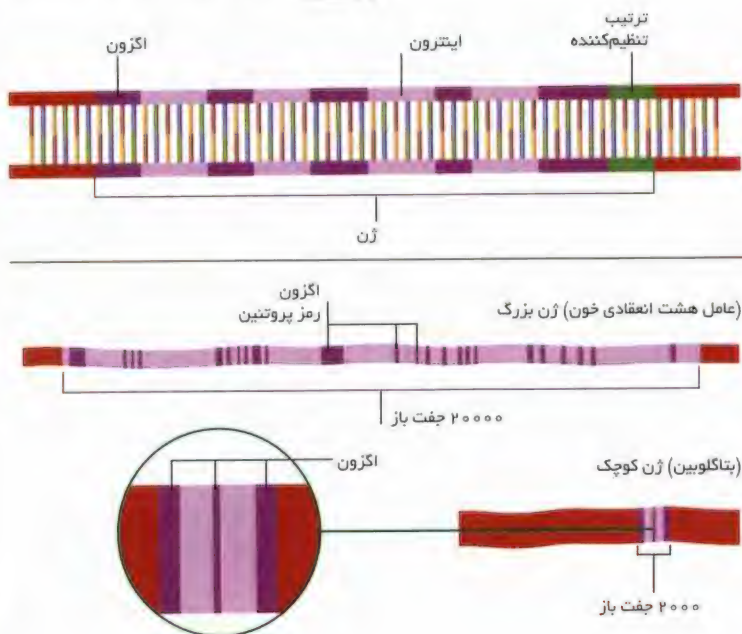 ترتیب
تنظیم‌کننده
اینترون
اگزون
ژن
(عامل هشت انعقادی خون) ژن بزرگ
اگزون
رمز پروتئین
۲۰۰۰۰ جفت باز
(بتاگلوبین) ژن کوچک
اگزون
۲۰۰۰ جفت باز